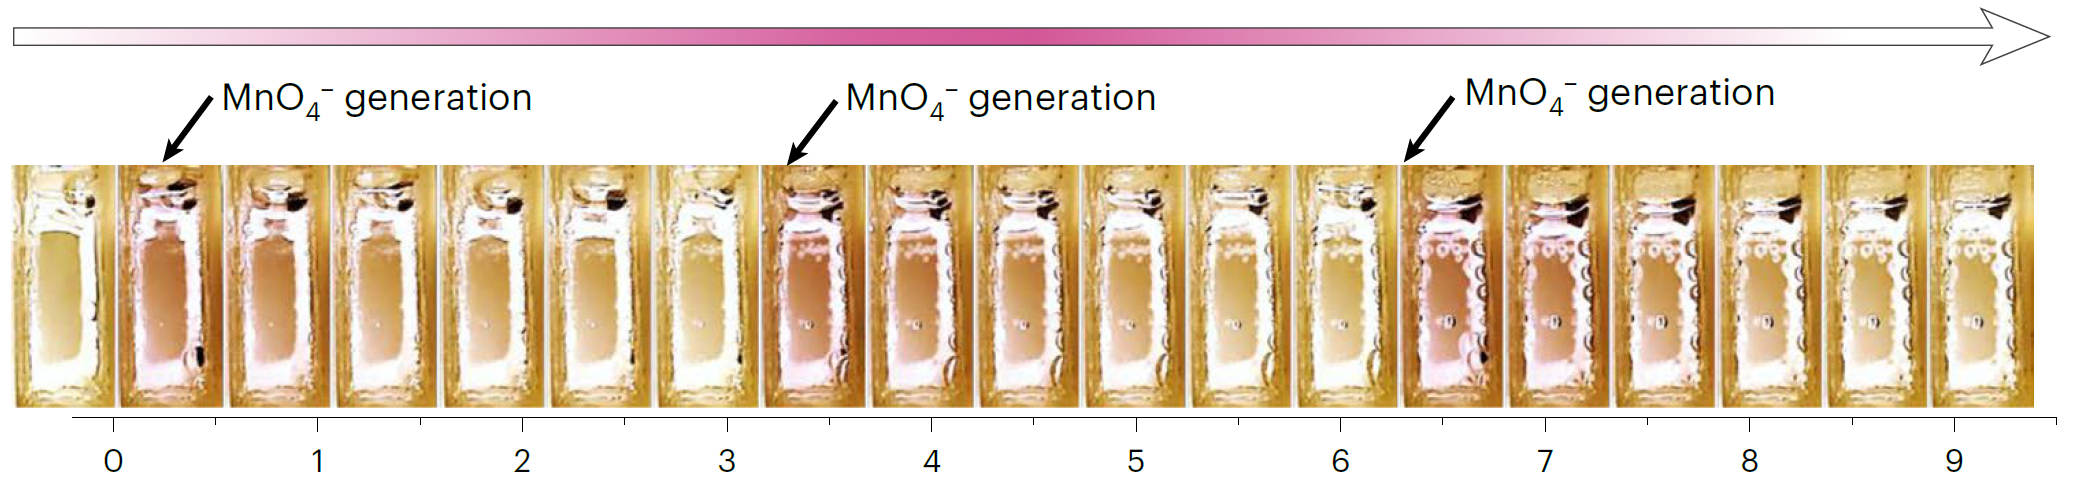 MnO₄⁻ generation
MnO₄⁻ generation
MnO₄⁻ generation
0 1 2 3 4 5 6 7 8 9